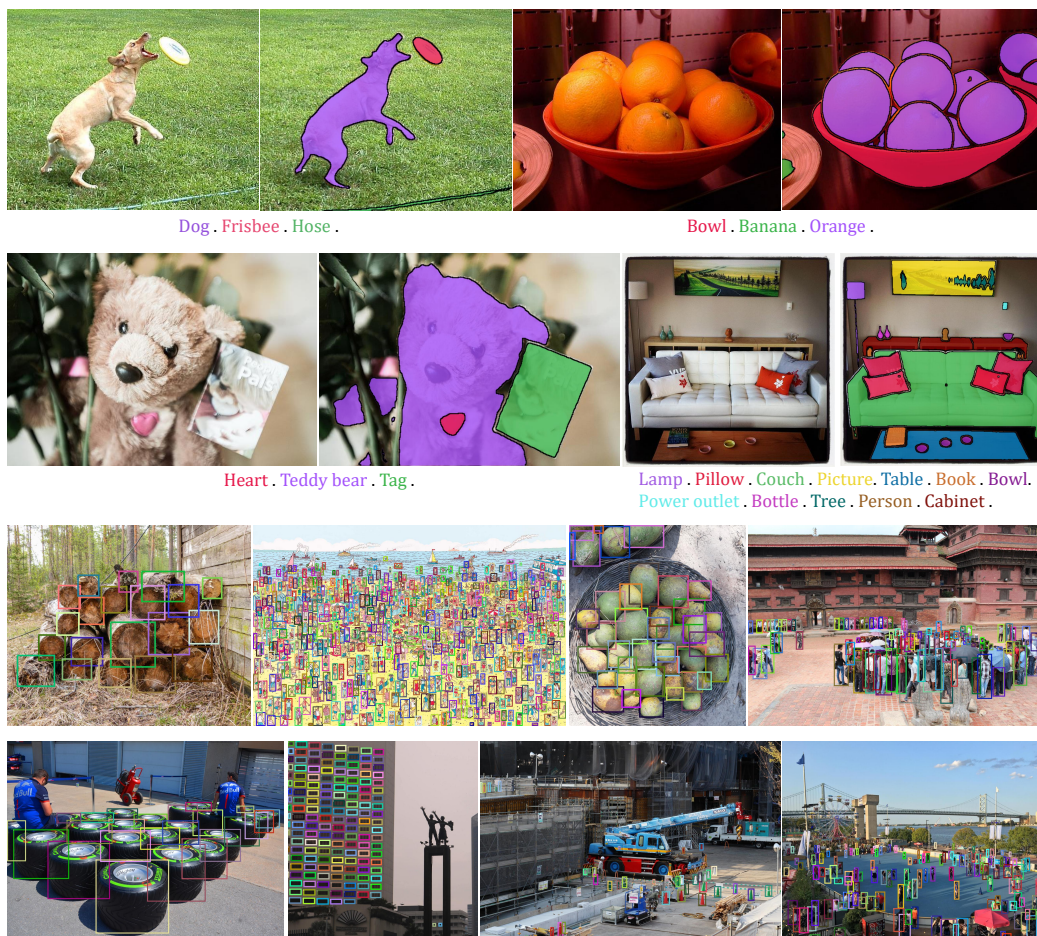 Dog . Frisbee . Hose .
Bowl . Banana . Orange .
Pals
Heart . Teddy bear . Tag .
Lamp . Pillow . Couch . Picture. Table . Book . Bowl.
Power outlet . Bottle . Tree . Person . Cabinet .